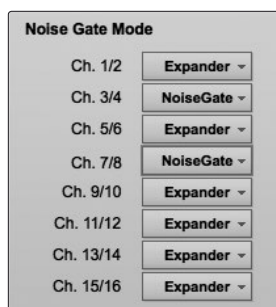 Noise Gate Mode
Ch. 1/2 Expander
Ch. 3/4 NoiseGate
Ch. 5/6 Expander
Ch. 7/8 NoiseGate
Ch. 9/10 Expander
Ch. 11/12 Expander
Ch. 13/14 Expander
Ch. 15/16 Expander